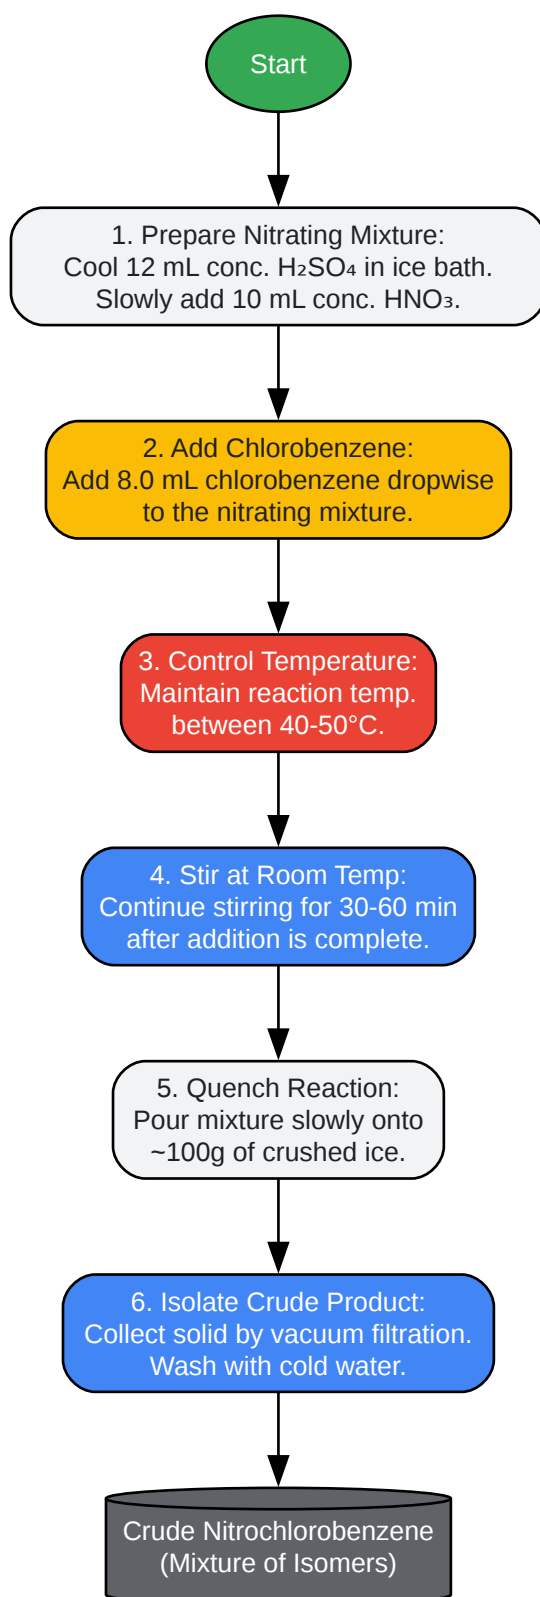 Start
1. Prepare Nitrating Mixture:
Cool 12 mL conc. H₂SO₄ in ice bath.
Slowly add 10 mL conc. HNO₃.
2. Add Chlorobenzene:
Add 8.0 mL chlorobenzene dropwise
to the nitrating mixture.
3. Control Temperature:
Maintain reaction temp.
between 40-50°C.
4. Stir at Room Temp:
Continue stirring for 30-60 min
after addition is complete.
5. Quench Reaction:
Pour mixture slowly onto
~100g of crushed ice.
6. Isolate Crude Product:
Collect solid by vacuum filtration.
Wash with cold water.
Crude Nitrochlorobenzene
(Mixture of Isomers)